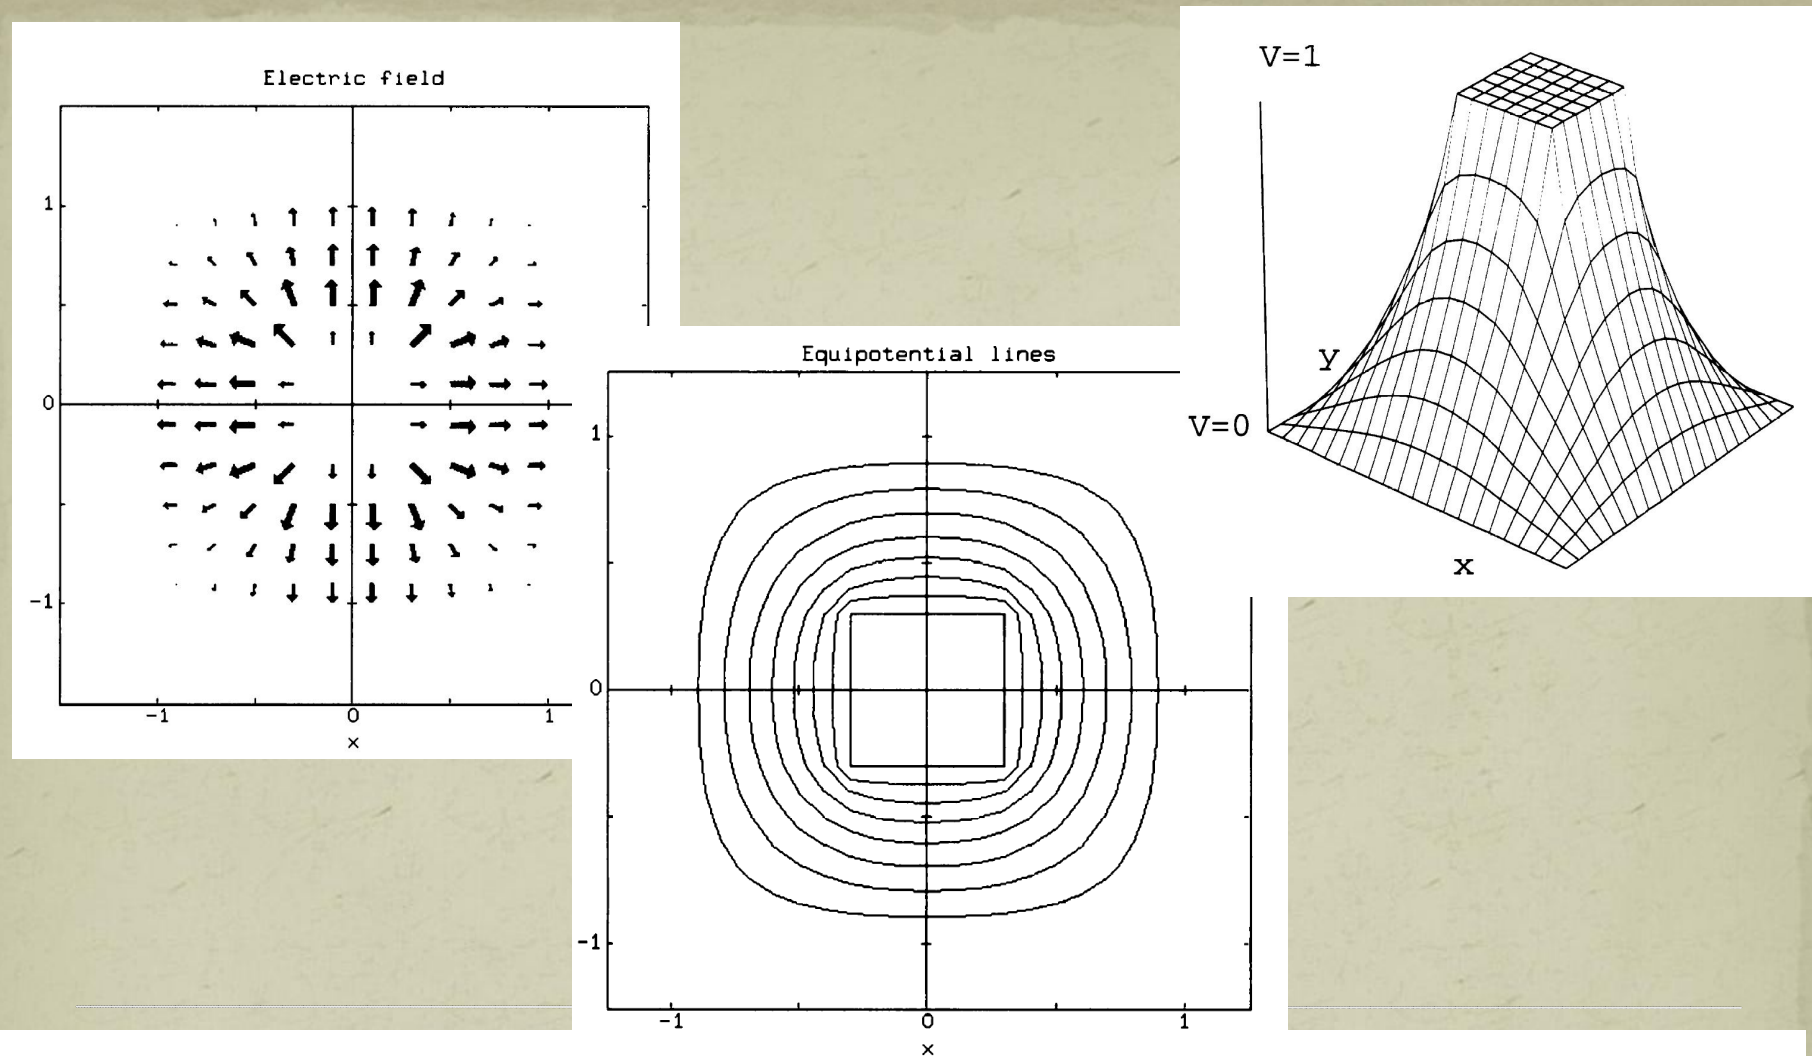 Electric field
1
0
-1
-1
0
1
x
Equipotential lines
1
0
-1
-1
0
1
x
V=1
y
V=0
x